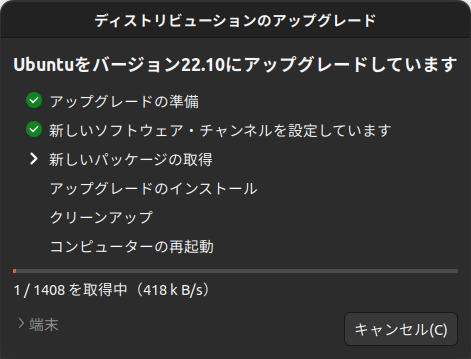 ディストリビューションのアップグレード
Ubuntuをバージョン22.10にアップグレードしています
アップグレードの準備
新しいソフトウェア・チャンネルを設定しています
新しいパッケージの取得
アップグレードのインストール
クリーンアップ
コンピューターの再起動
1 / 1408 を取得中（418 k B/s）
端末
キャンセル(C)